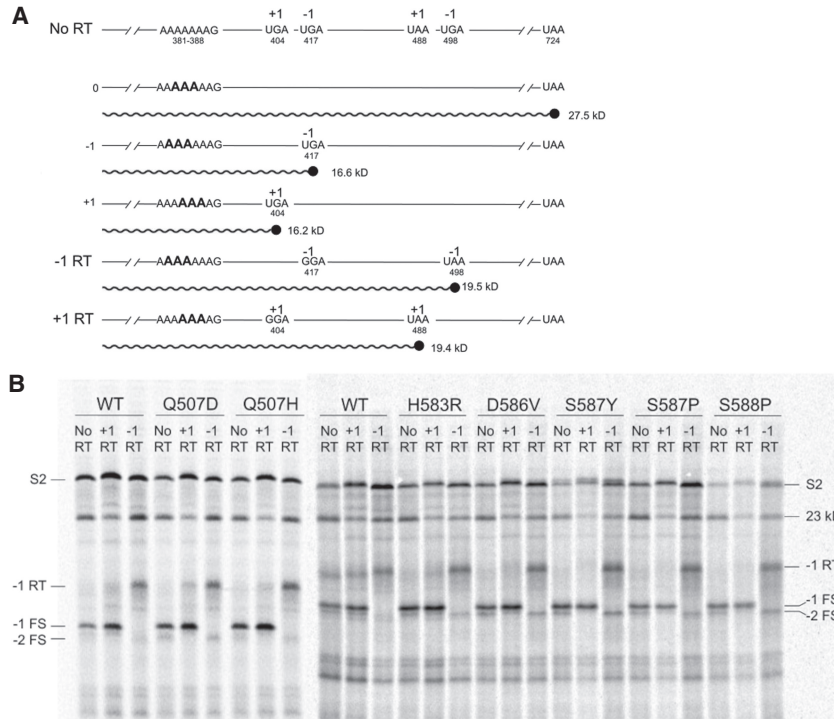 A
+1 -1 +1 -1
No RT AAAAAAAG UGA -UGA UAA -UGA UAA
381-388 404 417 488 498 724
0 AAAAAAAG UAA
27.5 kD
-1
-1 AAAAAAAG UGA UAA
417
16.6 kD
+1
+1 AAAAAAAG UGA UAA
404
16.2 kD
-1 -1
-1 RT AAAAAAAG GGA UAA UAA
417 498
19.5 kD
+1 +1
+1 RT AAAAAAAG GGA UAA UAA
404 488
19.4 kD
B
WT Q507D Q507H WT H583R D586V S587Y S587P S588P
No +1 -1 No +1 -1 No +1 -1 No +1 -1 No +1 -1 No +1 -1 No +1 -1 No +1 -1 No +1 -1
RT RT RT RT RT RT RT RT RT RT RT RT RT RT RT RT RT RT RT RT RT RT RT RT RT RT RT
S2 S2
23 kD
-1 RT -1 RT
-1 FS -1 FS
-2 FS -2 FS